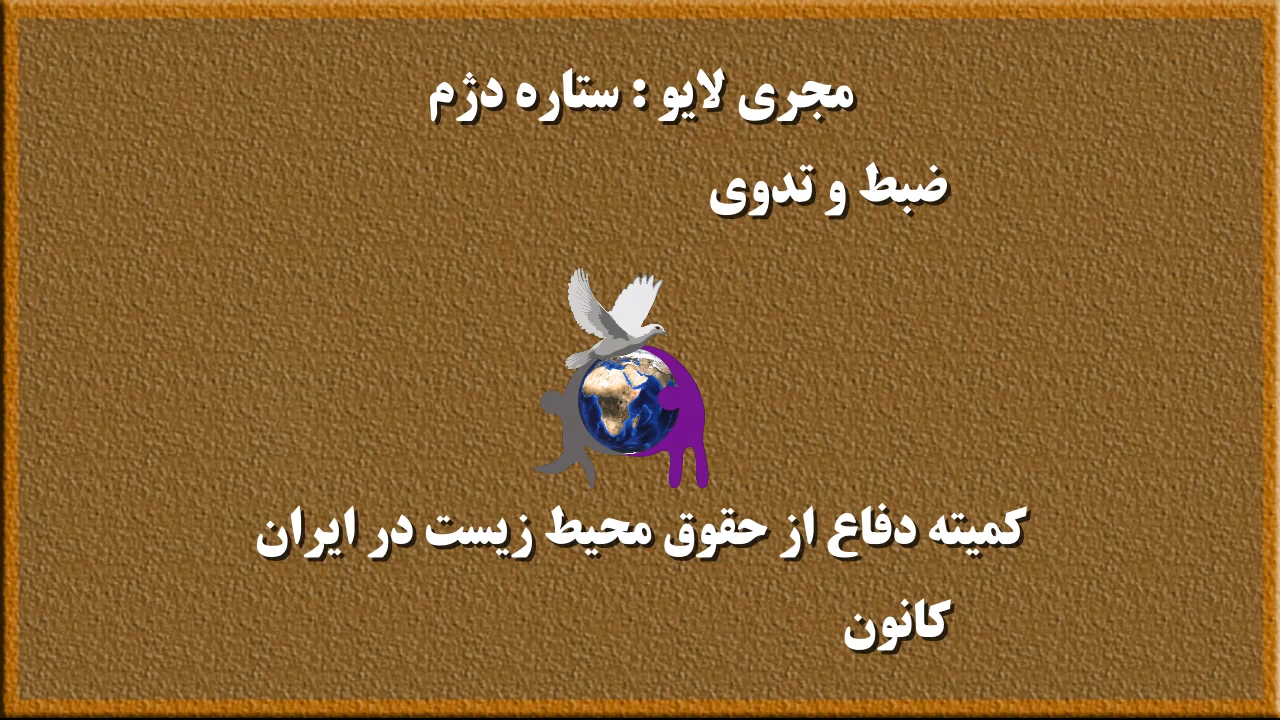 مجری لایو : ستاره دژم
ضبط و تدوی
کمیته دفاع از حقوق محیط زیست در ایران
کانون